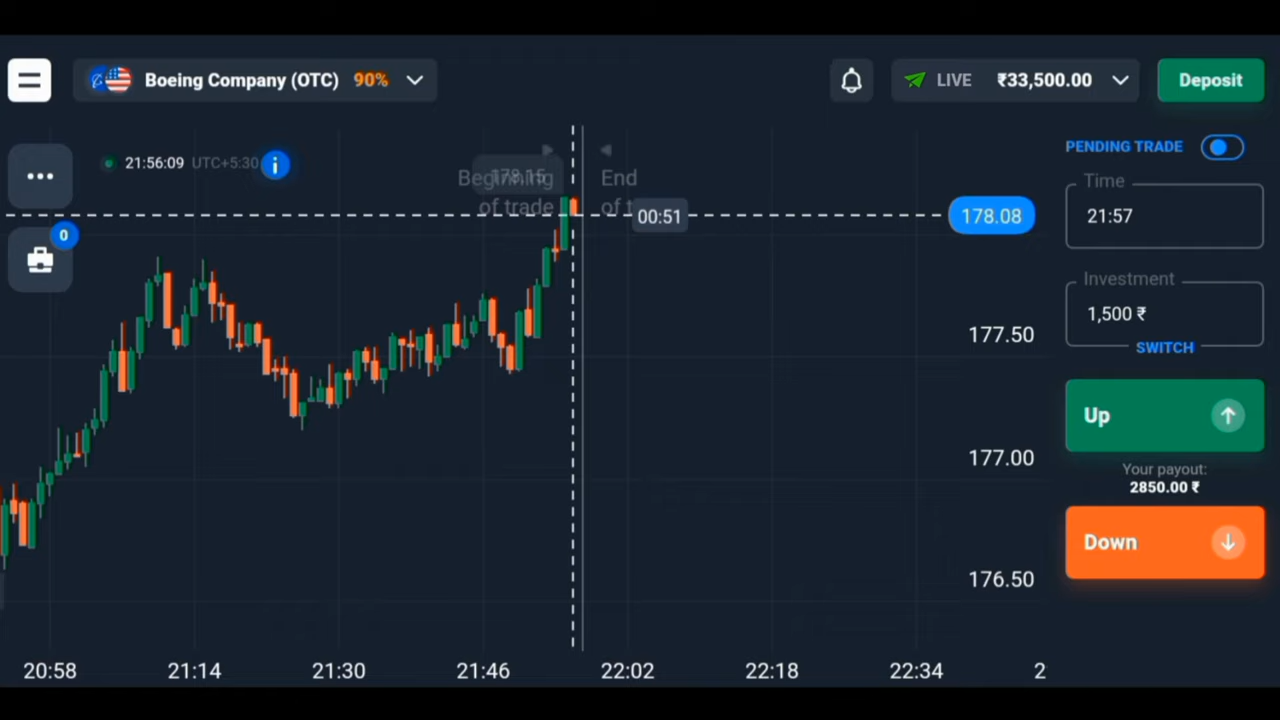 Boeing Company (OTC) 90%
LIVE ₹33,500.00
Deposit
21:56:09 UTC+5:30
178.15
Beginning
of trade
End
of t
00:51
178.08
0
177.50
177.00
176.50
20:58 21:14 21:30 21:46 22:02 22:18 22:34 2
PENDING TRADE
Time
21:57
Investment
1,500 ₹
SWITCH
Up
Your payout:
2850.00 ₹
Down